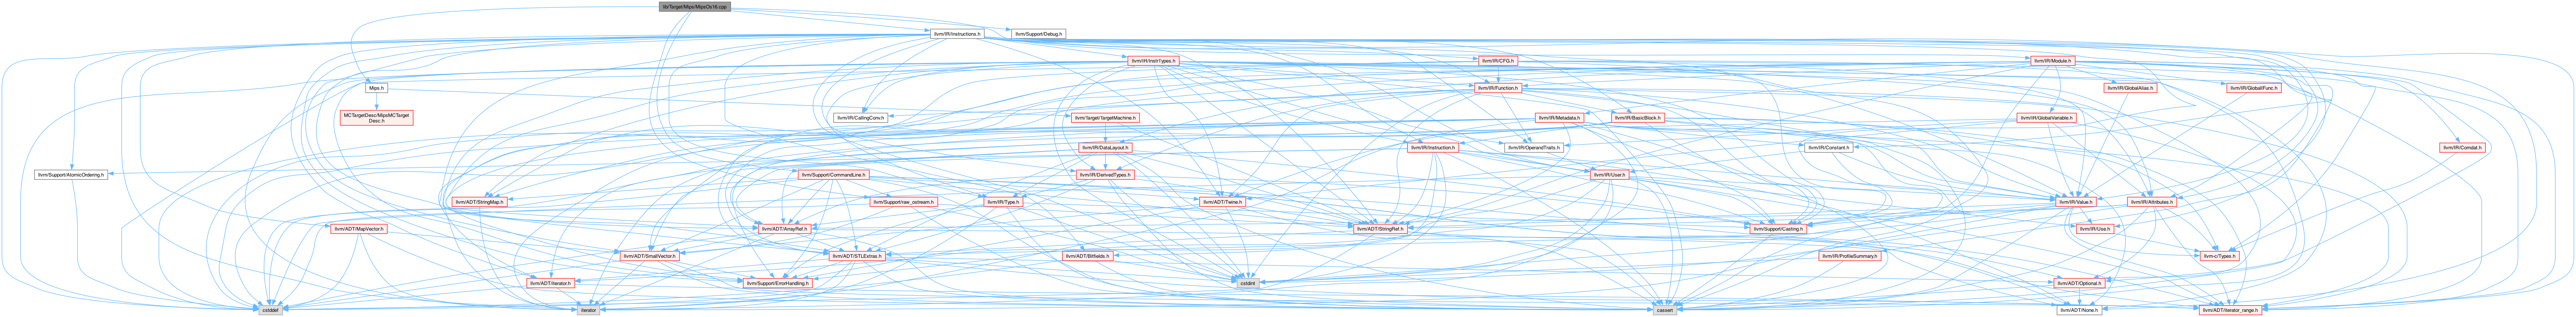 lib/Target/Mips/MipsOs16.cpp
llvm/IR/Instructions.h
llvm/Support/Debug.h
llvm/IR/InstrTypes.h
llvm/IR/CFG.h
llvm/IR/Module.h
Mips.h
llvm/IR/Function.h
llvm/IR/GlobalAlias.h
llvm/IR/GlobalIFunc.h
MCTargetDesc/MipsMCTarget
Desc.h
llvm/IR/CallingConv.h
llvm/Target/TargetMachine.h
llvm/IR/Metadata.h
llvm/IR/BasicBlock.h
llvm/IR/GlobalVariable.h
llvm/IR/DataLayout.h
llvm/IR/Instruction.h
llvm/IR/OperandTraits.h
llvm/IR/Constant.h
llvm/IR/Comdat.h
llvm/Support/AtomicOrdering.h
llvm/Support/CommandLine.h
llvm/IR/DerivedTypes.h
llvm/IR/User.h
llvm/ADT/StringMap.h
llvm/Support/raw_ostream.h
llvm/IR/Type.h
llvm/ADT/Twine.h
llvm/IR/Value.h
llvm/IR/Attributes.h
llvm/ADT/MapVector.h
llvm/ADT/ArrayRef.h
llvm/ADT/StringRef.h
llvm/Support/Casting.h
llvm/IR/Use.h
llvm/ADT/SmallVector.h
llvm/ADT/STLExtras.h
llvm/ADT/Bitfields.h
llvm/IR/ProfileSummary.h
llvm-c/Types.h
llvm/ADT/iterator.h
llvm/Support/ErrorHandling.h
cstdint
llvm/ADT/Optional.h
cstddef
iterator
cassert
llvm/ADT/None.h
llvm/ADT/iterator_range.h